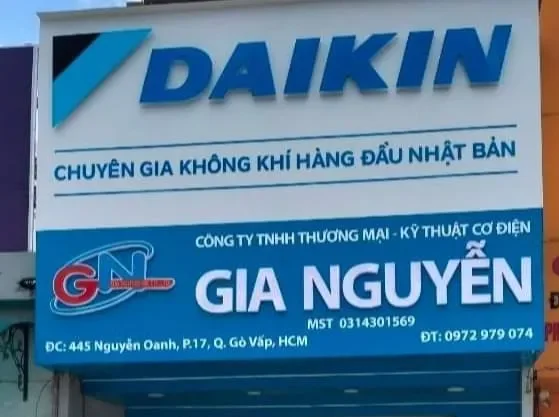 DAIKIN
CHUYÊN GIA KHÔNG KHÍ HÀNG ĐẦU NHẬT BẢN
CÔNG TY TNHH THƯƠNG MẠI - KỸ THUẬT CƠ ĐIỆN
GN
GIA NGUYỄN
MST 0314301569
ĐC: 445 Nguyễn Oanh, P.17, Q. Gò Vấp, HCM
ĐT: 0972 979 074